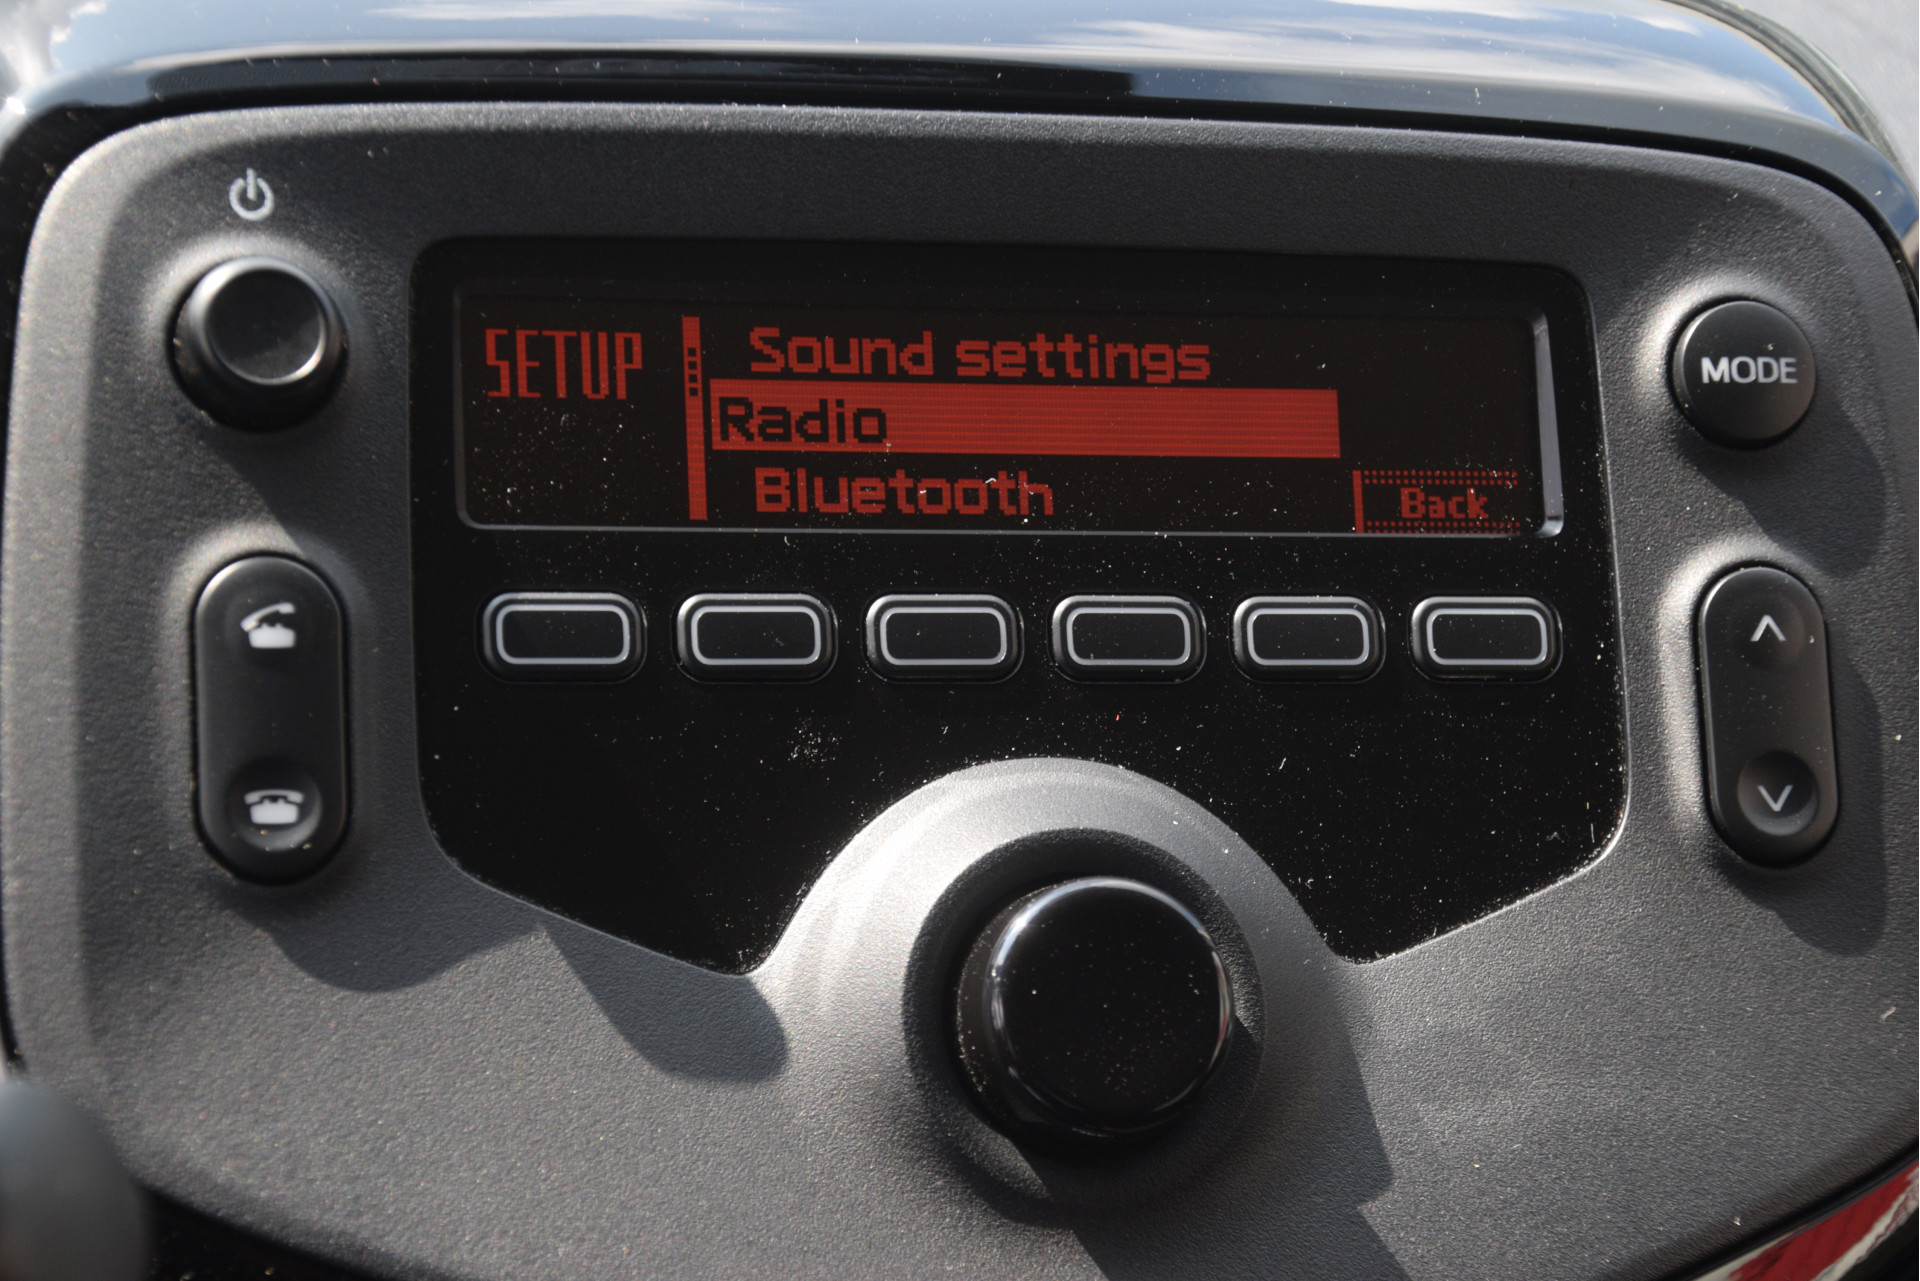 SETUP
Sound settings
Radio
Bluetooth
Back
MODE